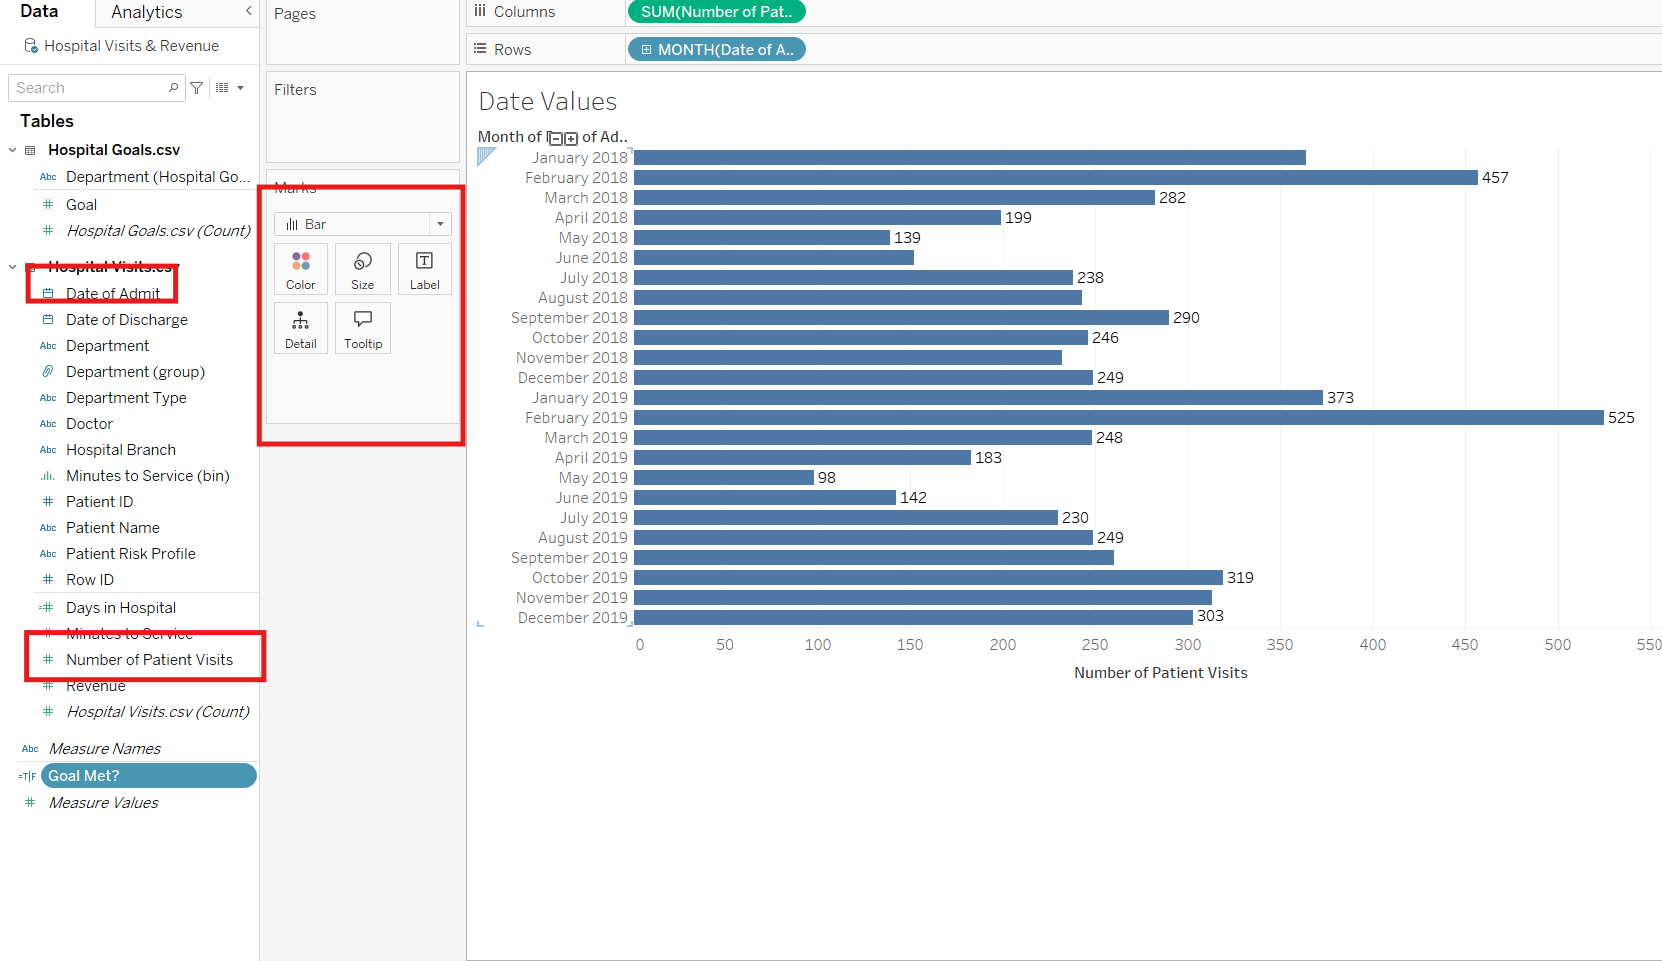 Data
Analytics
Hospital Visits & Revenue
Search
Tables
Hospital Goals.csv
Abc Department (Hospital Go...
Goal
Hospital Goals.csv (Count)
Hospital Visits.csv
Date of Admit
Date of Discharge
Abc Department
Department (group)
Abc Department Type
Abc Doctor
Abc Hospital Branch
Minutes to Service (bin)
# Patient ID
Abc Patient Name
Abc Patient Risk Profile
# Row ID
=# Days in Hospital
# Minutes to Service
# Number of Patient Visits
# Revenue
# Hospital Visits.csv (Count)
Abc Measure Names
=T|F Goal Met?
# Measure Values
Pages
Filters
Marks
Bar
Color
Size
Label
Detail
Tooltip
Columns
SUM(Number of Pat..
Rows
MONTH(Date of A..
Date Values
Month of of Ad..
January 2018
February 2018 457
March 2018 282
April 2018 199
May 2018 139
June 2018
July 2018 238
August 2018
September 2018 290
October 2018 246
November 2018
December 2018 249
January 2019 373
February 2019 525
March 2019 248
April 2019 183
May 2019 98
June 2019 142
July 2019 230
August 2019 249
September 2019
October 2019 319
November 2019
December 2019 303
0 50 100 150 200 250 300 350 400 450 500 550
Number of Patient Visits